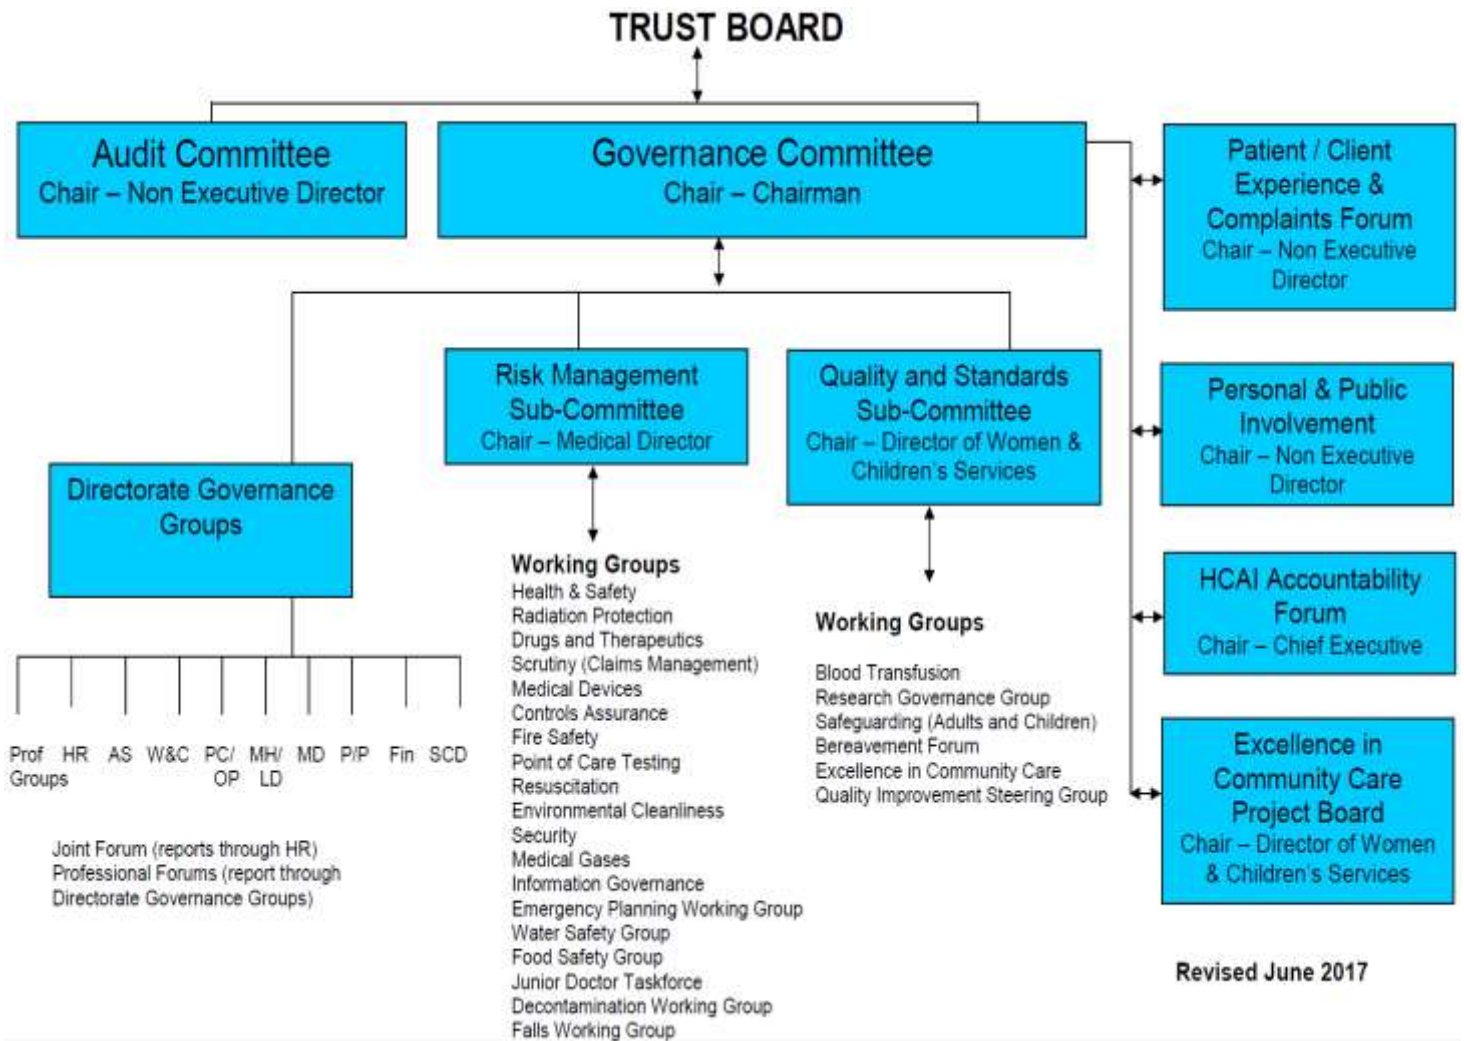 TRUST BOARD
Audit Committee
Chair – Non Executive Director
Governance Committee
Chair – Chairman
Patient / Client
Experience &
Complaints Forum
Chair – Non Executive
Director
Risk Management
Sub-Committee
Chair – Medical Director
Quality and Standards
Sub-Committee
Chair – Director of Women &
Children's Services
Personal & Public
Involvement
Chair – Non Executive
Director
Directorate Governance
Groups
HCAI Accountability
Forum
Chair – Chief Executive
Excellence in
Community Care
Project Board
Chair – Director of Women
& Children's Services
Prof
Groups
HR
AS
W&C
PC/
OP
MH/
LD
MD
P/P
Fin
SCD
Joint Forum (reports through HR)
Professional Forums (report through
Directorate Governance Groups)
Working Groups
Health & Safety
Radiation Protection
Drugs and Therapeutics
Scrutiny (Claims Management)
Medical Devices
Controls Assurance
Fire Safety
Point of Care Testing
Resuscitation
Environmental Cleanliness
Security
Medical Gases
Information Governance
Emergency Planning Working Group
Water Safety Group
Food Safety Group
Junior Doctor Taskforce
Decontamination Working Group
Falls Working Group
Working Groups
Blood Transfusion
Research Governance Group
Safeguarding (Adults and Children)
Bereavement Forum
Excellence in Community Care
Quality Improvement Steering Group
Revised June 2017